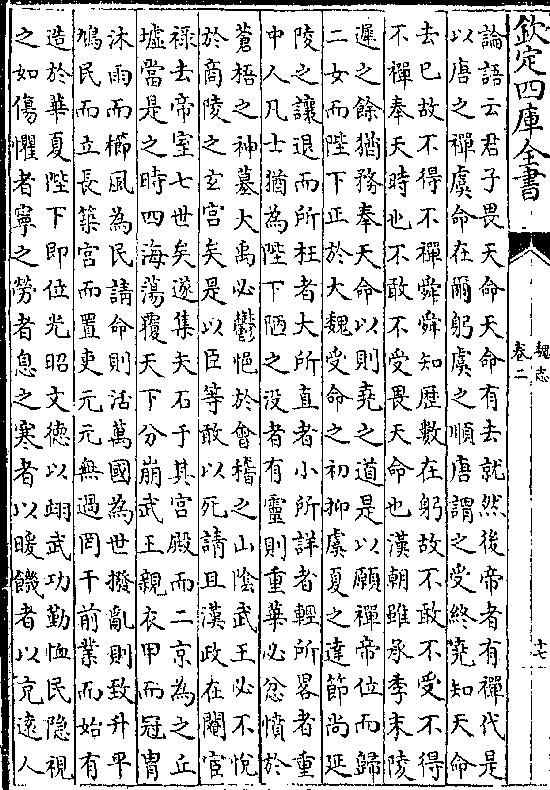 欽定四庫全書
魏志
卷二
十七
論語云君子畏天命天命有去就然後帝者有禪代是
以唐之禪虞命在爾躬虞之順唐謂之受終堯知天命
去已故不得不禪舜舜知歷數在躬故不敢不受不得
不禪奉天時也不敢不受畏天命也漢朝雖承季末陵
遲之餘猶務奉天命以則堯之道是以願禪帝位而歸
二女而陛下正於大魏受命之初抑虞夏之達節尚延
陵之讓退而所枉者大所直者小所詳者輕所畧者重
中人凡士猶為陛下陋之没者有靈則重華必忿憤於
蒼梧之神墓大禹必鬱悒於會稽之山陰武王必不悅
於商陵之玄宮矣是以臣等敢以死請且漢政在閹宦
祿去帝室七世矣遂集矢石于其宮殿而二京為之丘
墟當是之時四海蕩覆天下分崩武王親衣甲而冠胄
沐雨而櫛風為民請命則活萬國為世撥亂則致升平
鳩民而立長築宮而置吏元元無過罔于前業而始有
造於華夏陛下即位光昭文德以翊武功勤恤民隐視
之如傷懼者寧之勞者息之寒者以暖饑者以充遠人